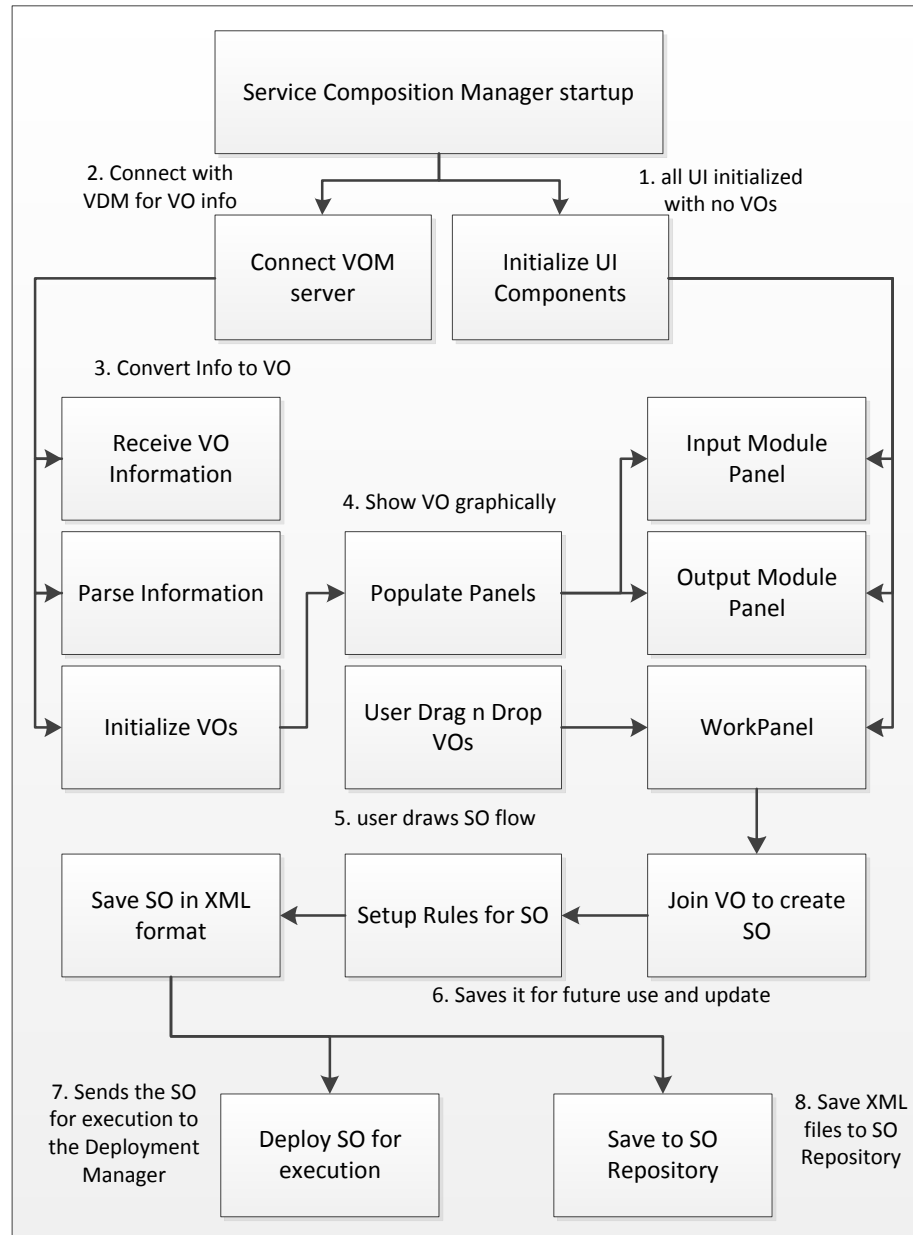 Service Composition Manager startup
2. Connect with
VDM for VO info
1. all UI initialized
with no VOs
Connect VOM
server
Initialize UI
Components
3. Convert Info to VO
Receive VO
Information
Input Module
Panel
4. Show VO graphically
Parse Information
Populate Panels
Output Module
Panel
Initialize VOs
User Drag n Drop
VOs
WorkPanel
5. user draws SO flow
Save SO in XML
format
Setup Rules for SO
Join VO to create
SO
6. Saves it for future use and update
7. Sends the SO
for execution to
the Deployment
Manager
Deploy SO for
execution
Save to SO
Repository
8. Save XML
files to SO
Repository